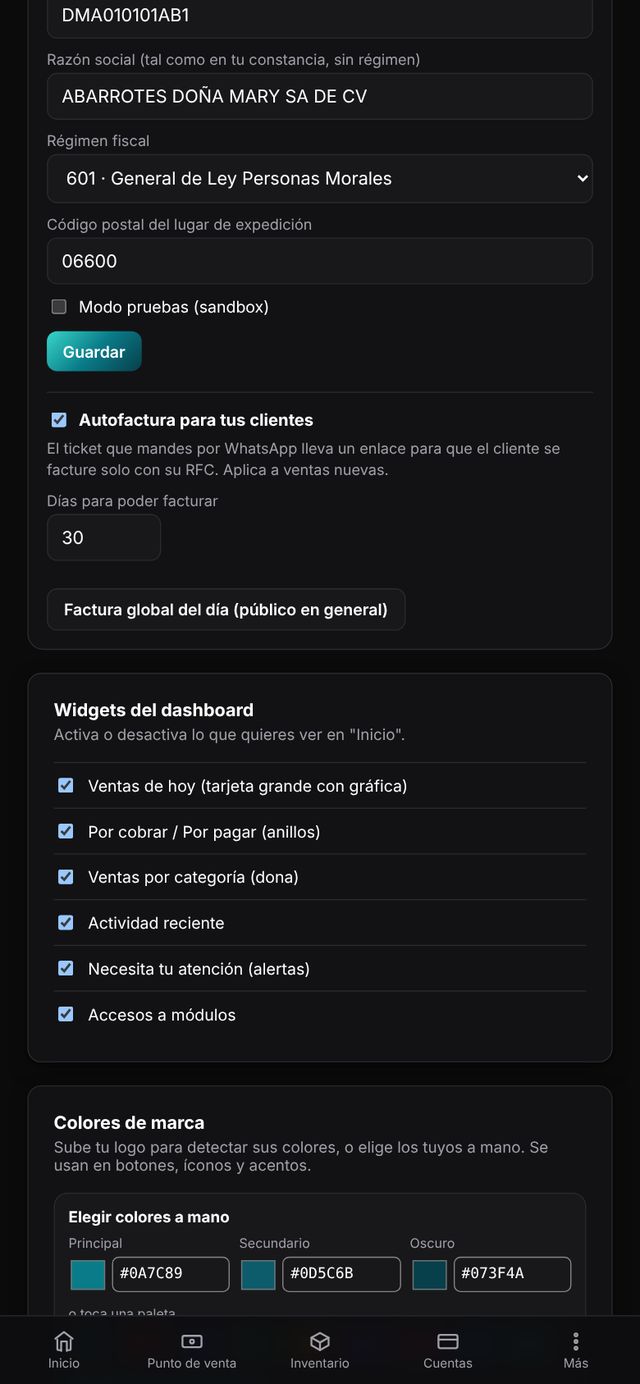 DMA010101AB1
Razón social (tal como en tu constancia, sin régimen)
ABARROTES DOÑA MARY SA DE CV
Régimen fiscal
601 · General de Ley Personas Morales
Código postal del lugar de expedición
06600
Modo pruebas (sandbox)
Guardar
Autofactura para tus clientes
El ticket que mandes por WhatsApp lleva un enlace para que el cliente se
facture solo con su RFC. Aplica a ventas nuevas.
Días para poder facturar
30
Factura global del día (público en general)
Widgets del dashboard
Activa o desactiva lo que quieres ver en "Inicio".
Ventas de hoy (tarjeta grande con gráfica)
Por cobrar / Por pagar (anillos)
Ventas por categoría (dona)
Actividad reciente
Necesita tu atención (alertas)
Accesos a módulos
Colores de marca
Sube tu logo para detectar sus colores, o elige los tuyos a mano. Se
usan en botones, íconos y acentos.
Elegir colores a mano
Principal Secundario Oscuro
#0A7C89 #0D5C6B #073F4A
o toca una paleta
Inicio Punto de venta Inventario Cuentas Más